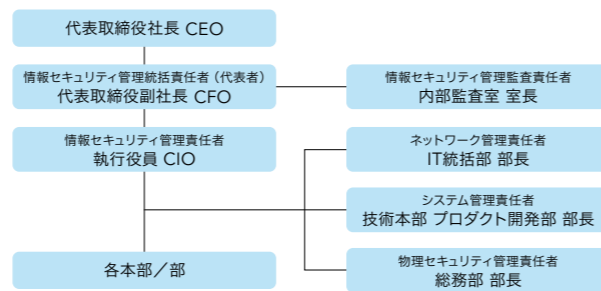 代表取締役社長 CEO
情報セキュリティ管理統括責任者（代表者）
代表取締役副社長 CFO
情報セキュリティ管理監査責任者
内部監査室 室長
情報セキュリティ管理責任者
執行役員 CIO
ネットワーク管理責任者
IT統括部 部長
システム管理責任者
技術本部 プロダクト開発部 部長
各本部／部
物理セキュリティ管理責任者
総務部 部長